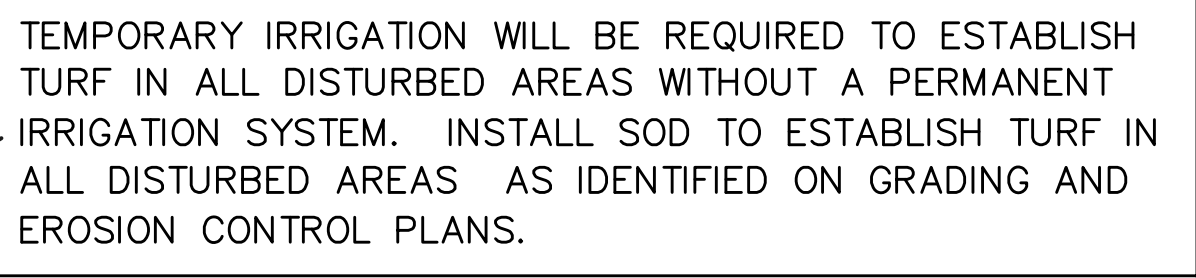 TEMPORARY IRRIGATION WILL BE REQUIRED TO ESTABLISH
TURF IN ALL DISTURBED AREAS WITHOUT A PERMANENT
IRRIGATION SYSTEM.  INSTALL SOD TO ESTABLISH TURF IN
ALL DISTURBED AREAS  AS IDENTIFIED ON GRADING AND
EROSION CONTROL PLANS.